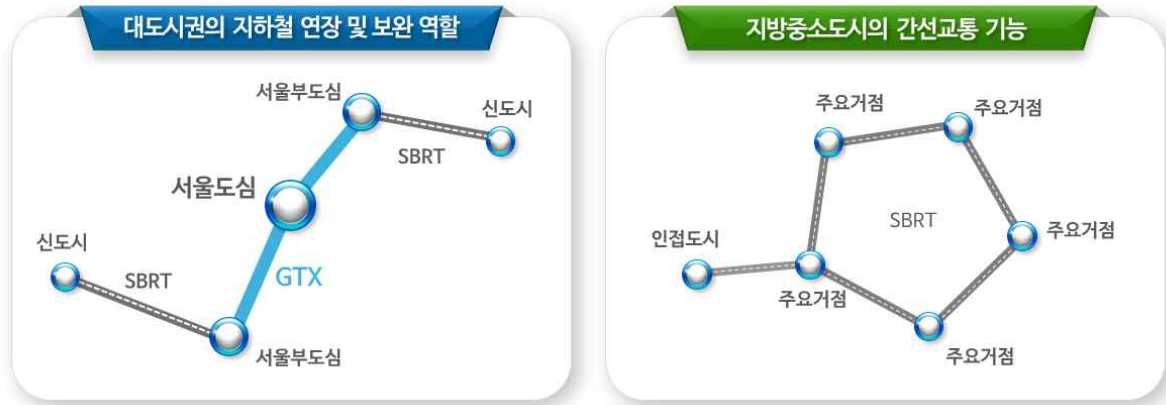 대도시권의 지하철 연장 및 보완 역할
서울부도심
신도시
SBRT
서울도심
신도시
SBRT
GTX
서울부도심
지방중소도시의 간선교통 기능
주요거점
주요거점
SBRT
주요거점
인접도시
주요거점
주요거점